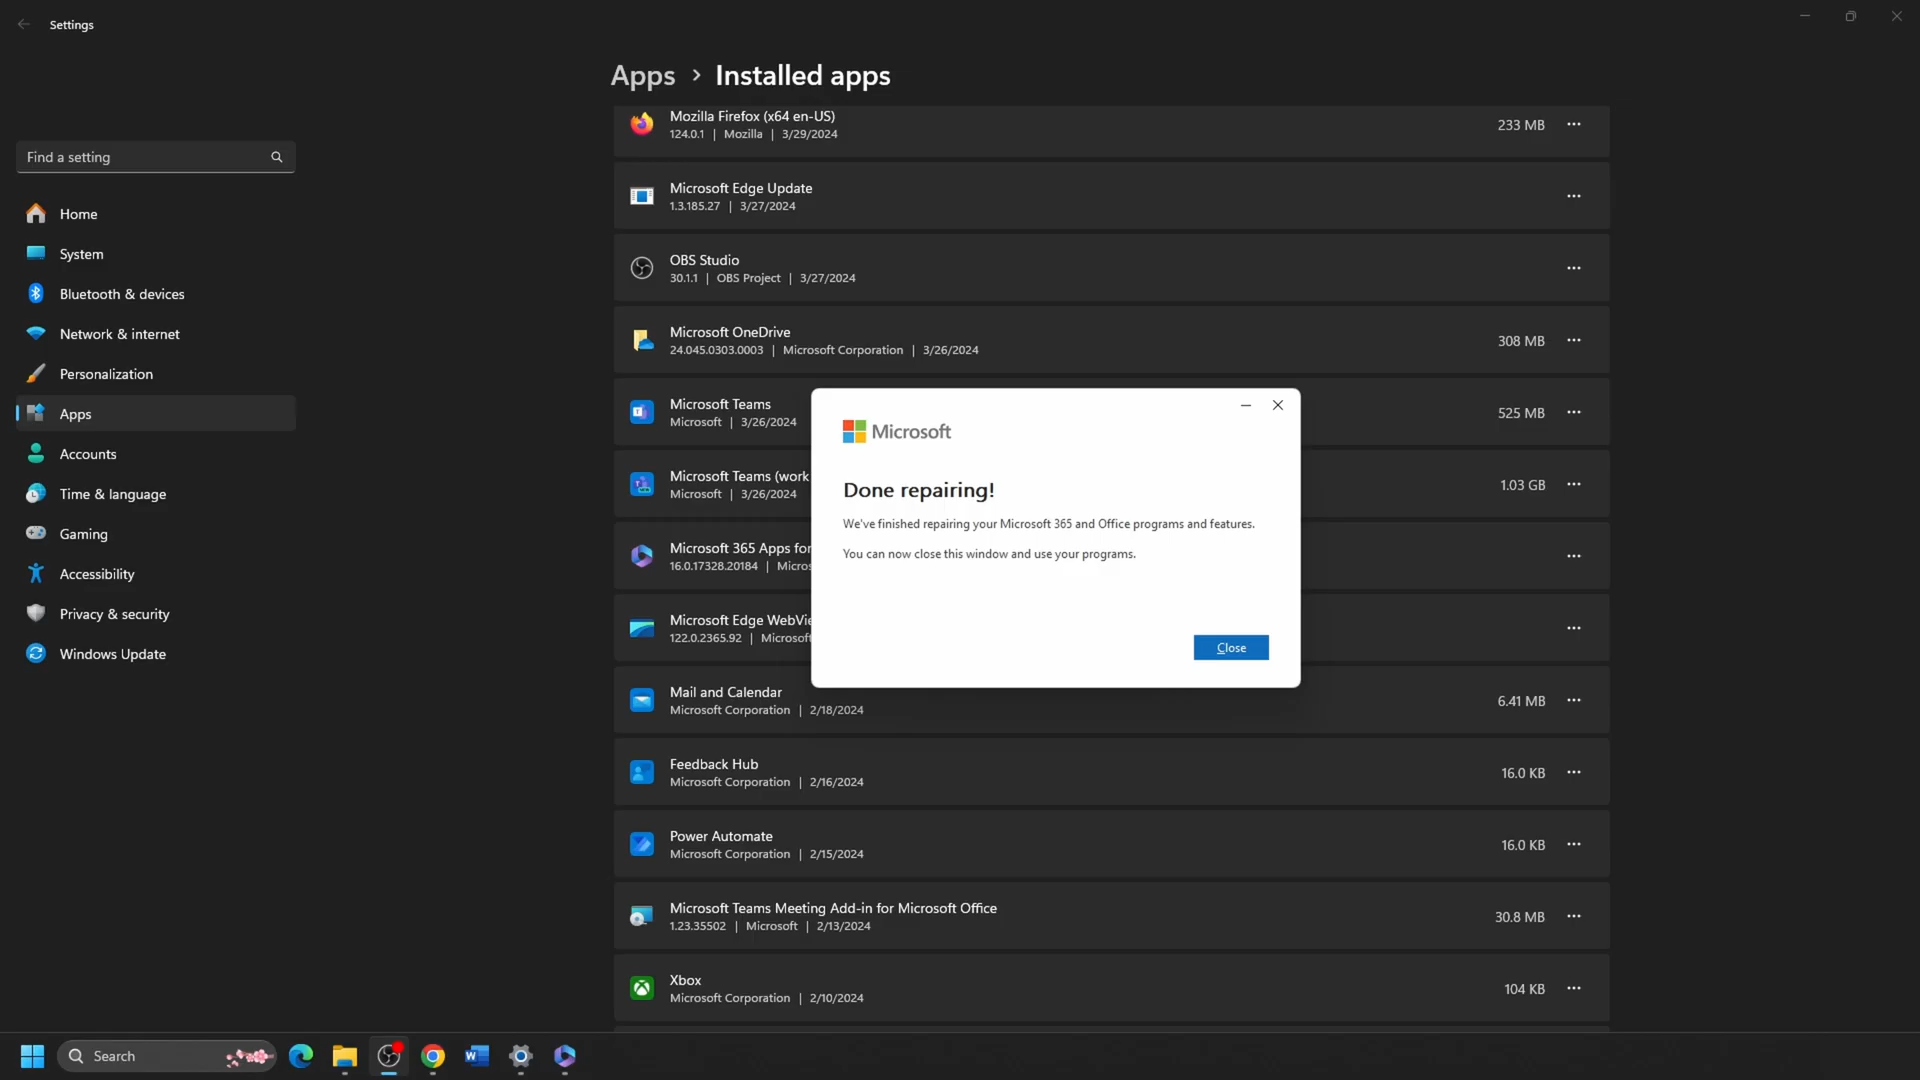 Settings
Apps > Installed apps
Find a setting
Home
System
Bluetooth & devices
Network & internet
Personalization
Apps
Accounts
Time & language
Gaming
Accessibility
Privacy & security
Windows Update
Mozilla Firefox (x64 en-US)
124.0.1 | Mozilla | 3/29/2024
233 MB
Microsoft Edge Update
1.3.185.27 | 3/27/2024
OBS Studio
30.1.1 | OBS Project | 3/27/2024
Microsoft OneDrive
24.045.0303.0003 | Microsoft Corporation | 3/26/2024
308 MB
Microsoft Teams
Microsoft | 3/26/2024
525 MB
Microsoft Teams (work
Microsoft | 3/26/2024
1.03 GB
Microsoft 365 Apps for
16.0.17328.20184 | Micros
Microsoft Edge WebVie
122.0.2365.92 | Microsoft
Mail and Calendar
Microsoft Corporation | 2/18/2024
6.41 MB
Feedback Hub
Microsoft Corporation | 2/16/2024
16.0 KB
Power Automate
Microsoft Corporation | 2/15/2024
16.0 KB
Microsoft Teams Meeting Add-in for Microsoft Office
1.23.35502 | Microsoft | 2/13/2024
30.8 MB
Xbox
Microsoft Corporation | 2/10/2024
104 KB
Microsoft
Done repairing!
We've finished repairing your Microsoft 365 and Office programs and features.
You can now close this window and use your programs.
Close
Search